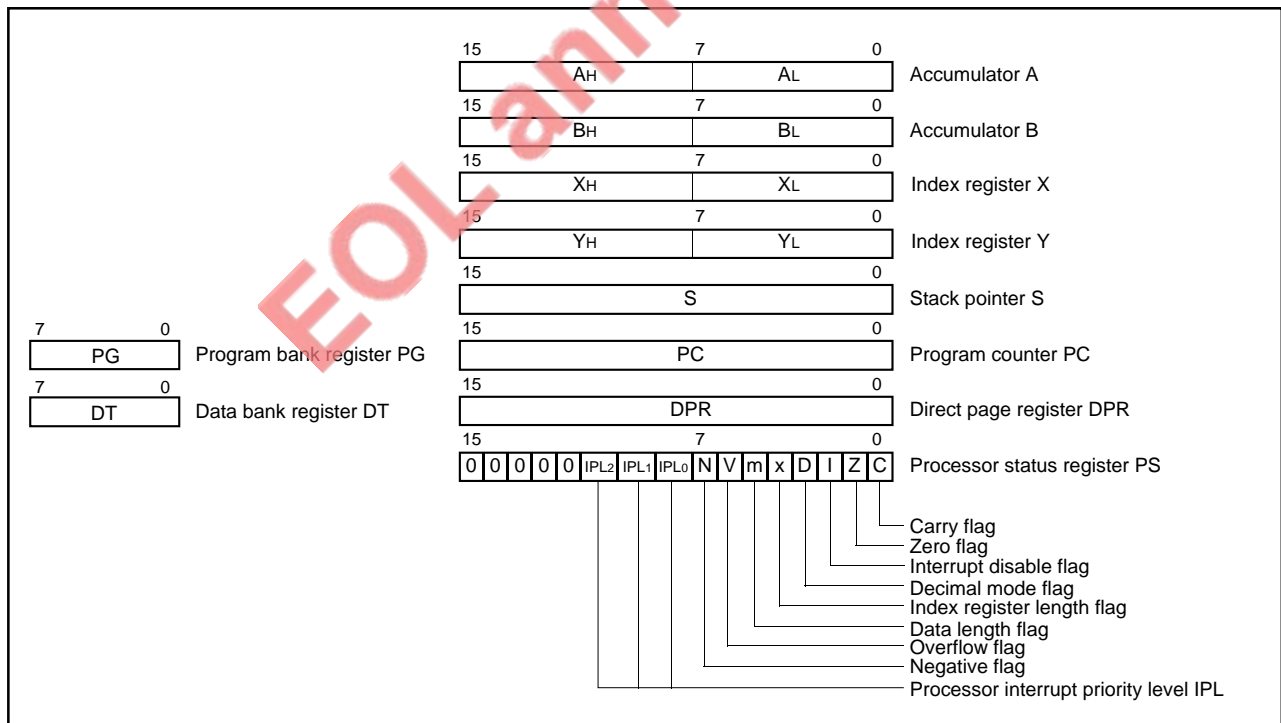 EOL ann
15 7 0
AH AL Accumulator A
15 7 0
BH BL Accumulator B
15 7 0
XH XL Index register X
15 7 0
YH YL Index register Y
15 0
S Stack pointer S
7 0 15 0
PG Program bank register PG PC Program counter PC
7 0 15 0
DT Data bank register DT DPR Direct page register DPR
15 7 0
0 0 0 0 0 IPL2 IPL1 IPL0 N V m x D I Z C Processor status register PS
Carry flag
Zero flag
Interrupt disable flag
Decimal mode flag
Index register length flag
Data length flag
Overflow flag
Negative flag
Processor interrupt priority level IPL